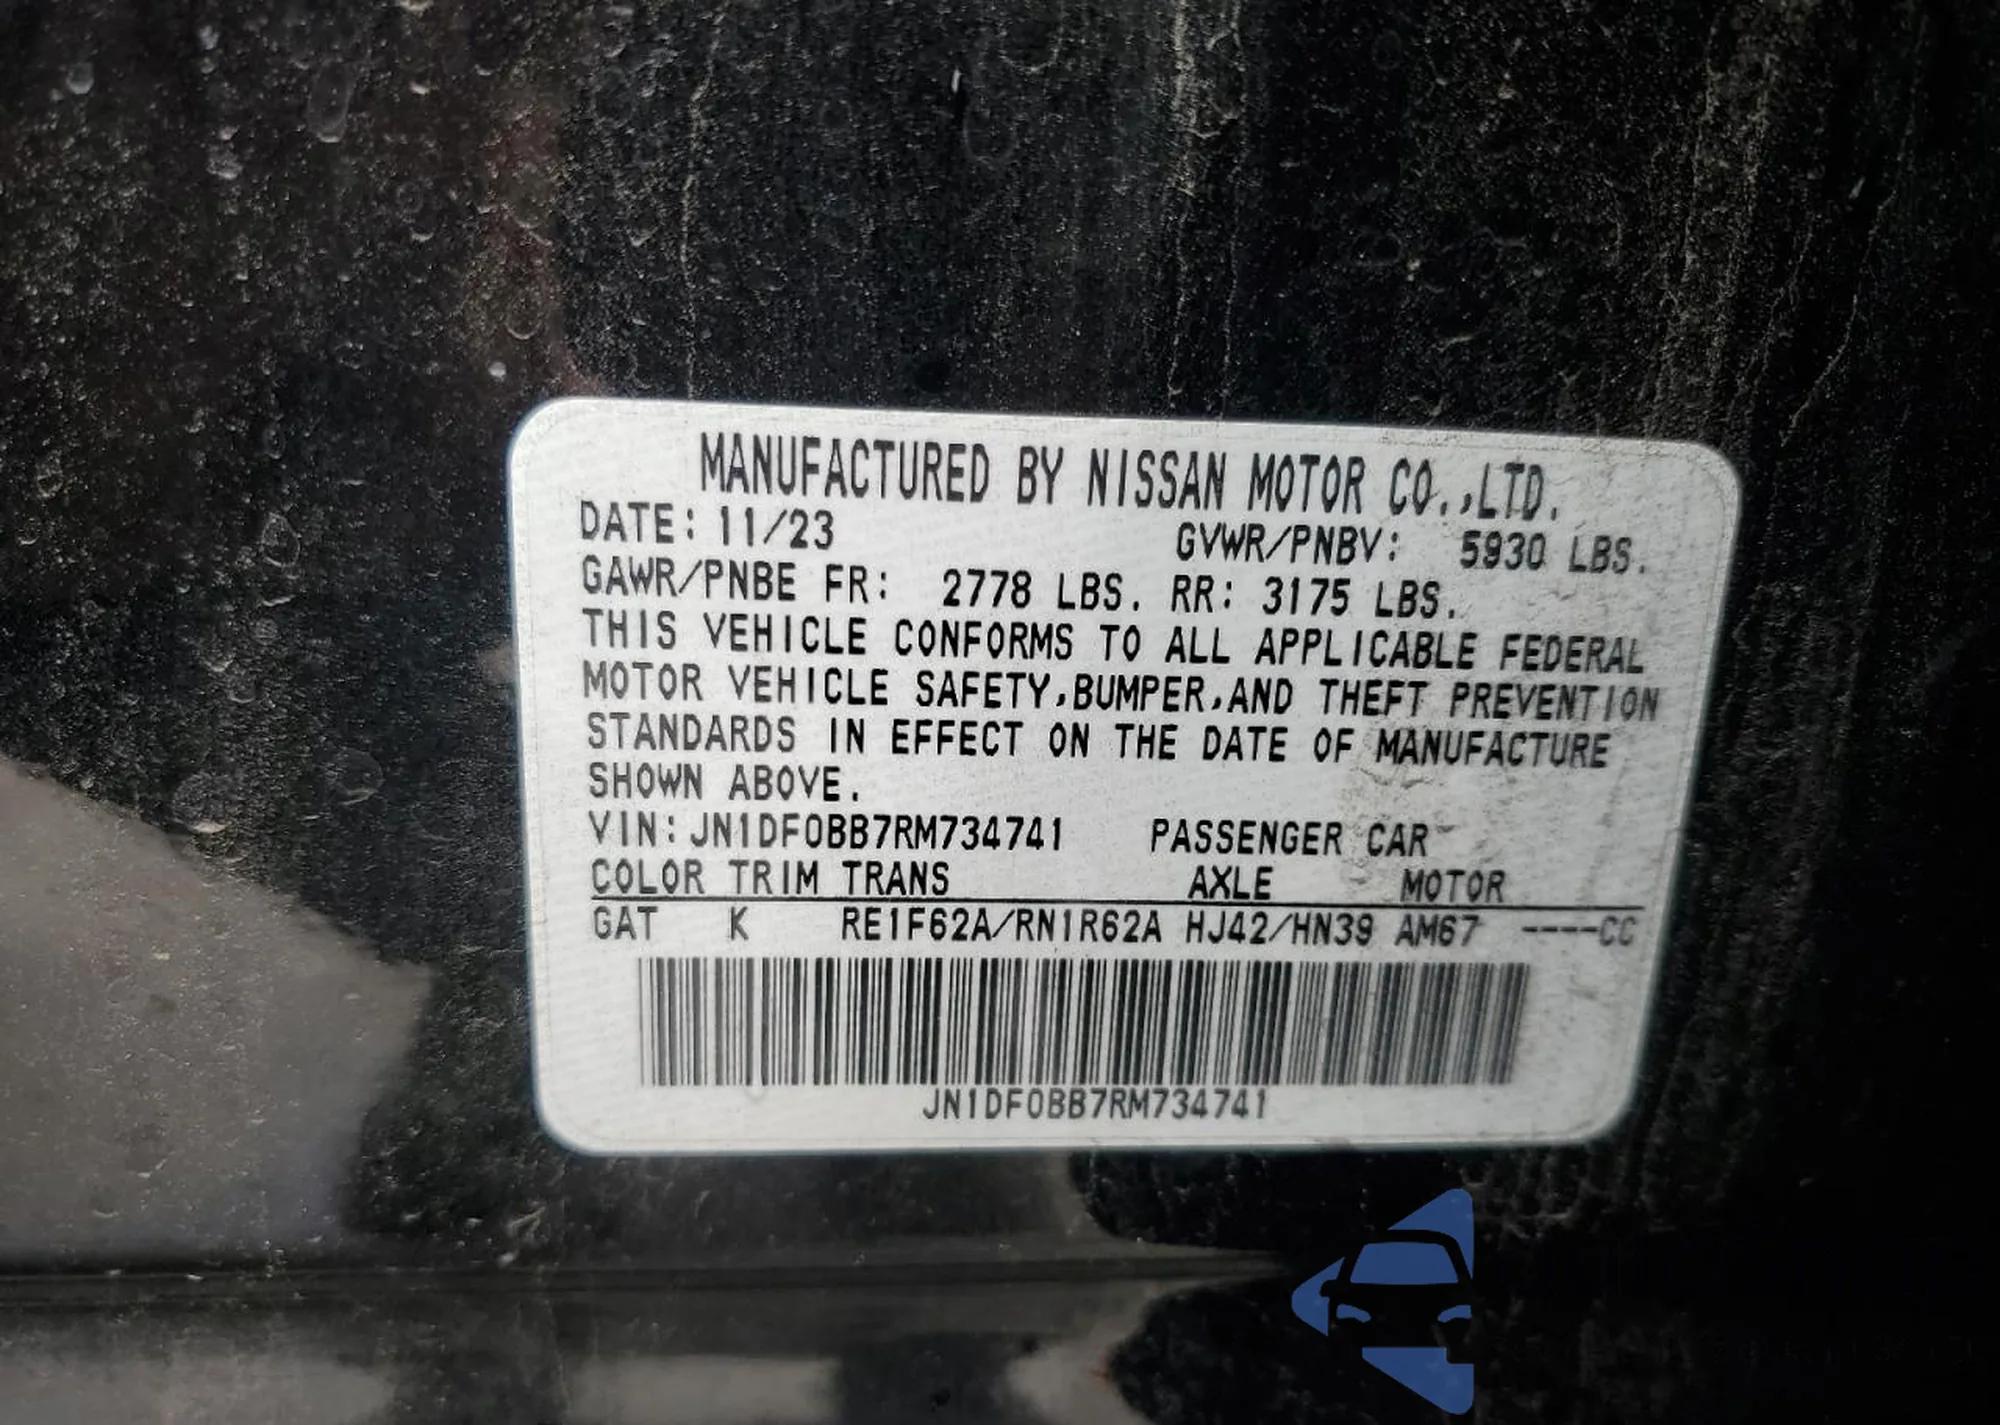 MANUFACTURED BY NISSAN MOTOR CO.,LTD.
DATE: 11/23 GVWR/PNBV: 5930 LBS.
GAWR/PNBE FR: 2778 LBS. RR: 3175 LBS.
THIS VEHICLE CONFORMS TO ALL APPLICABLE FEDERAL
MOTOR VEHICLE SAFETY,BUMPER,AND THEFT PREVENTION
STANDARDS IN EFFECT ON THE DATE OF MANUFACTURE
SHOWN ABOVE.
VIN:JN1DF0BB7RM734741 PASSENGER CAR
COLOR TRIM TRANS AXLE MOTOR
GAT K RE1F62A/RN1R62A HJ42/HN39 AM67 ----CC
JN1DF0BB7RM734741